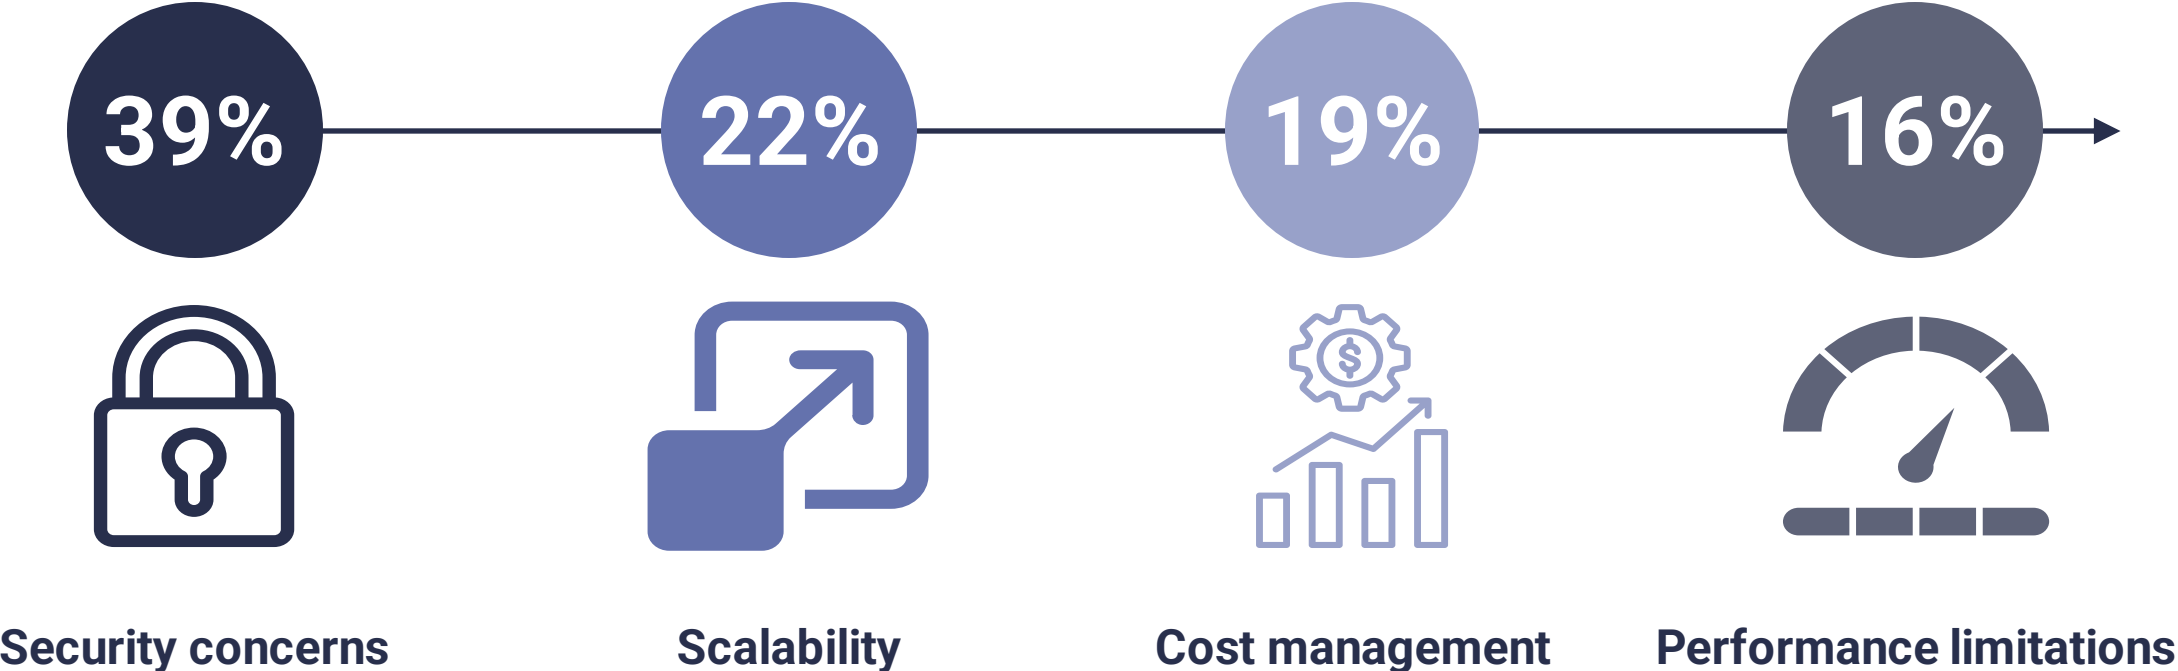 39%
22%
19%
16%
$
Security concerns
Scalability
Cost management
Performance limitations